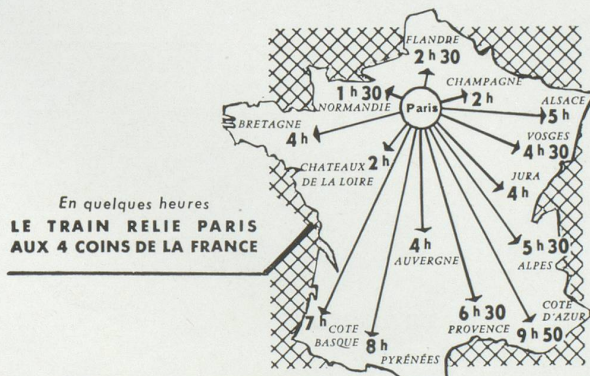 FLANDRE
2 h 30
CHAMPAGNE
2 h
1 h 30
NORMANDIE
Paris
ALSACE
5 h
BRETAGNE
4 h
VOSGES
4 h 30
CHATEAUX
DE LA LOIRE
2 h
JURA
4 h
En quelques heures
LE TRAIN RELIE PARIS
AUX 4 COINS DE LA FRANCE
4 h
AUVERGNE
5 h 30
ALPES
7 h
COTE
BASQUE
8 h
PYRÉNÉES
6 h 30
PROVENCE
COTE
D'AZUR
9 h 50